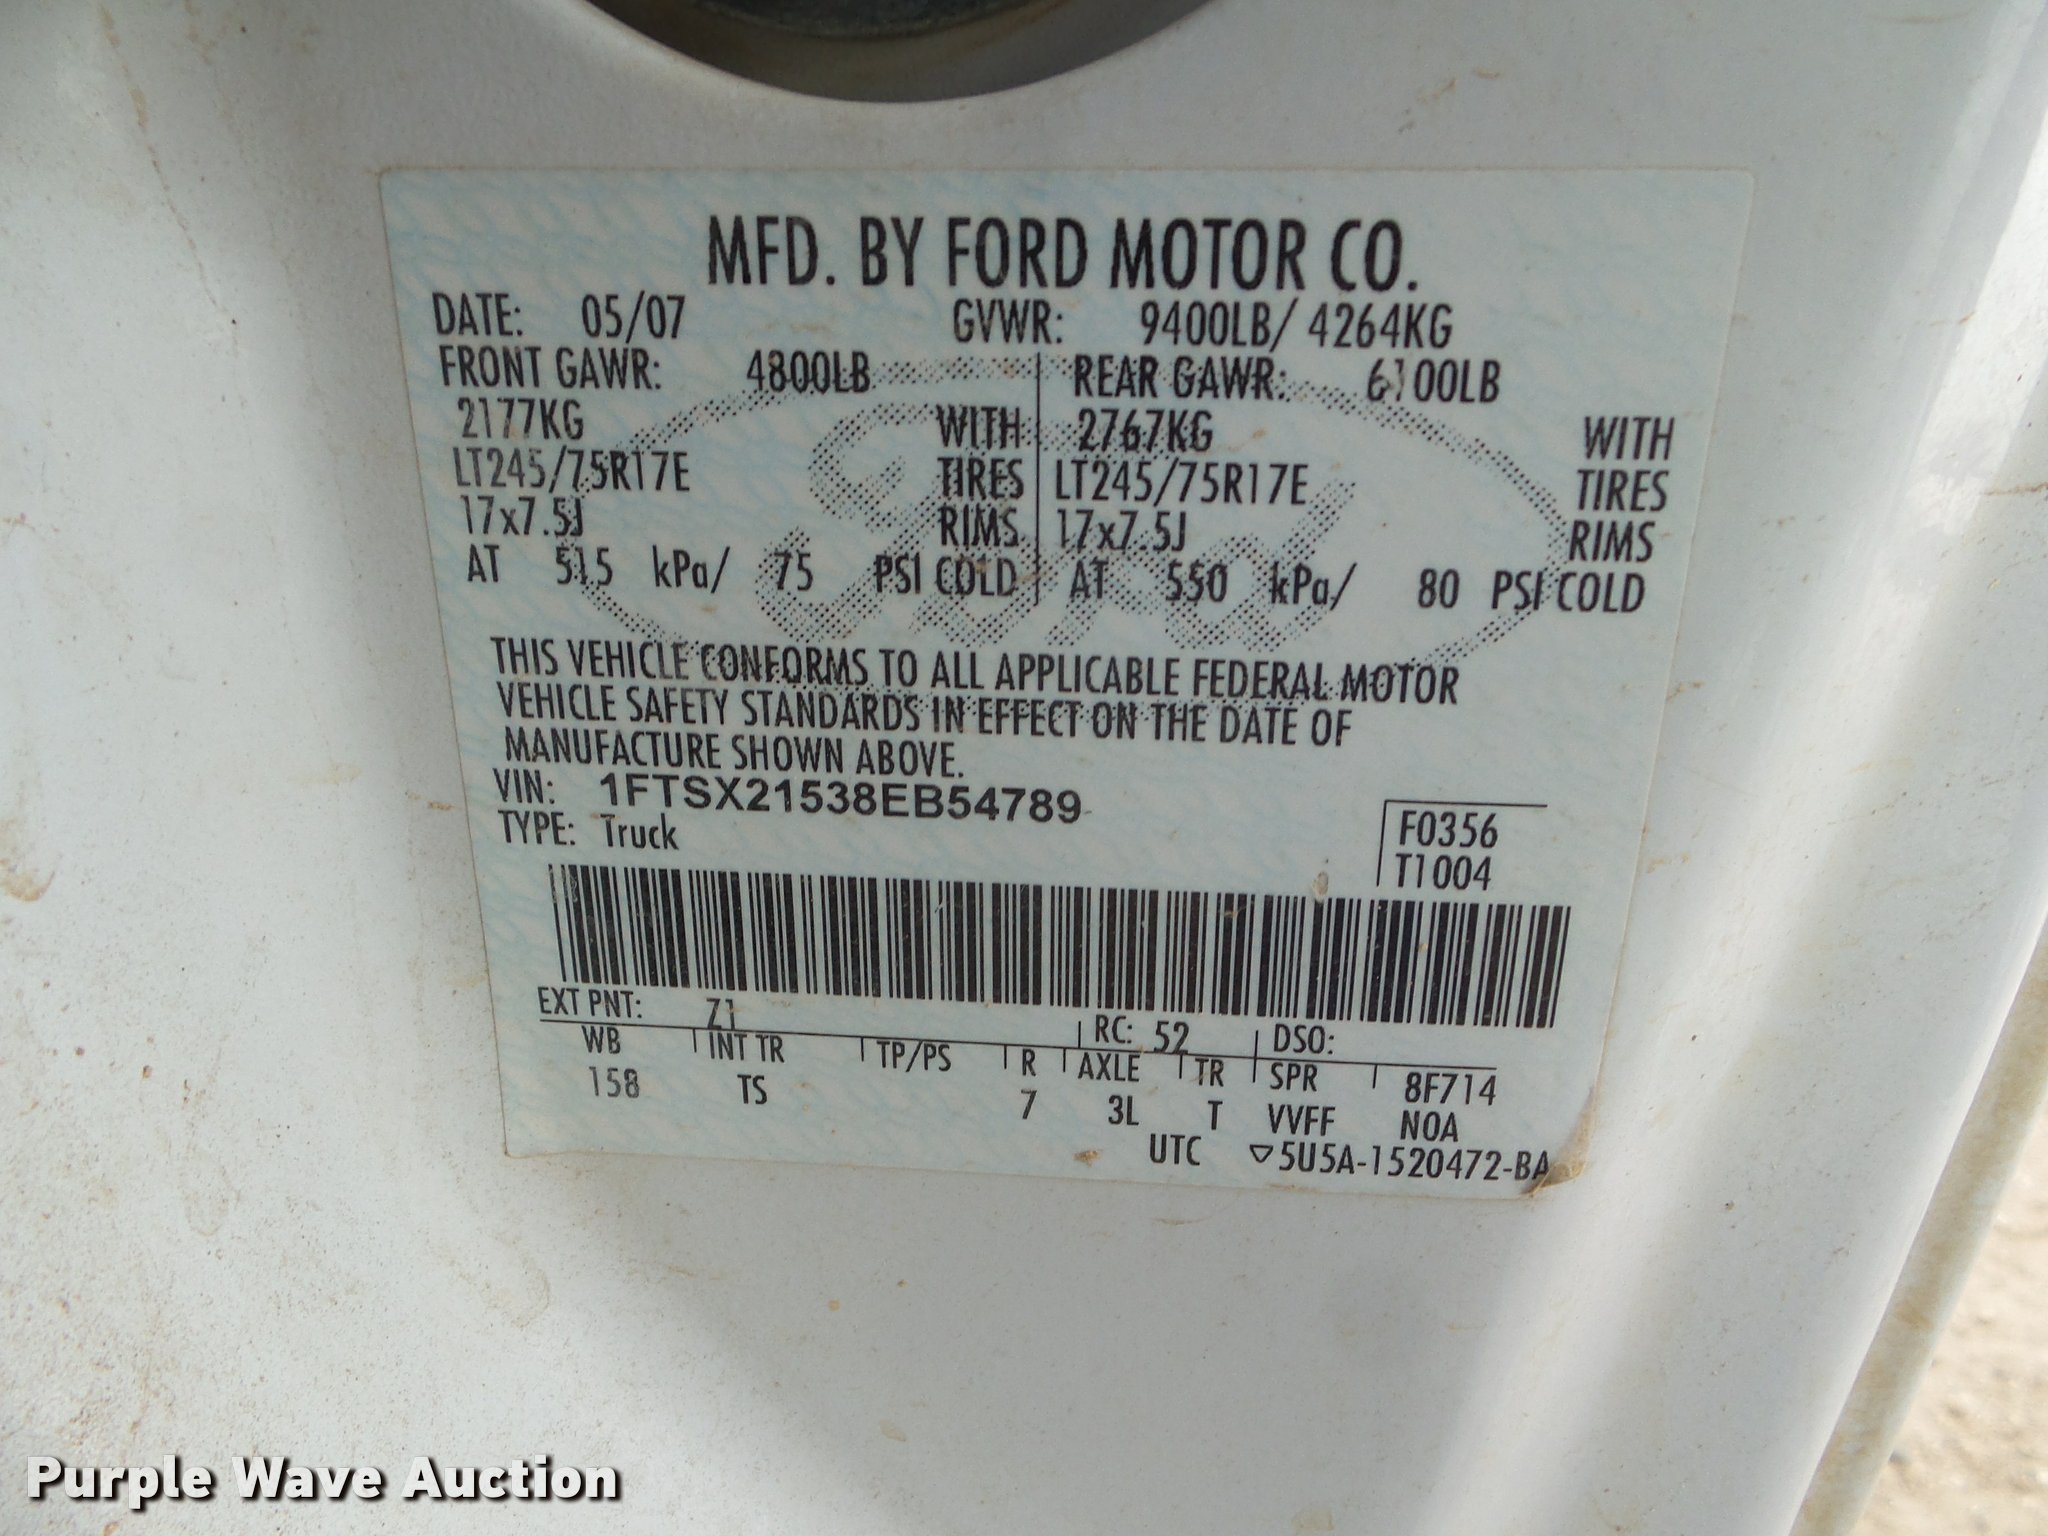 MFD. BY FORD MOTOR CO.
DATE: 05/07 GVWR: 9400LB/ 4264KG
FRONT GAWR: 4800LB REAR GAWR: 6100LB
2177KG WITH 2767KG WITH
LT245/75R17E TIRES LT245/75R17E TIRES
17x7.5J RIMS 17x7.5J RIMS
AT 515 kPa/ 75 PSI COLD AT 550 kPa/ 80 PSI COLD
Ford
THIS VEHICLE CONFORMS TO ALL APPLICABLE FEDERAL MOTOR
VEHICLE SAFETY STANDARDS IN EFFECT ON THE DATE OF
MANUFACTURE SHOWN ABOVE.
VIN: 1FTSX21538EB54789
TYPE: Truck
F0356
T1004
EXT PNT: Z1 RC: 52 DSO:
WB INT TR TP/PS R AXLE TR SPR 8F714
158 TS 7 3L T VVFF NOA
UTC ▽5U5A-1520472-BA
Purple Wave Auction